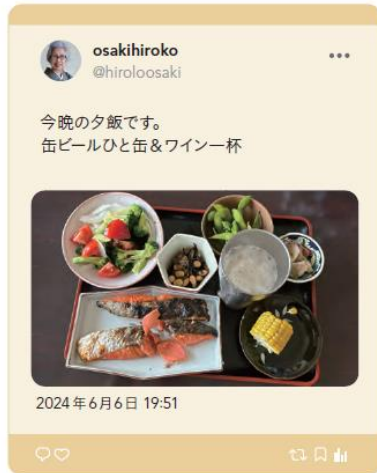 osakihiroko
@hiroloosaki
今晩の夕飯です。
缶ビールひと缶＆ワイン一杯
2024年6月6日 19:51